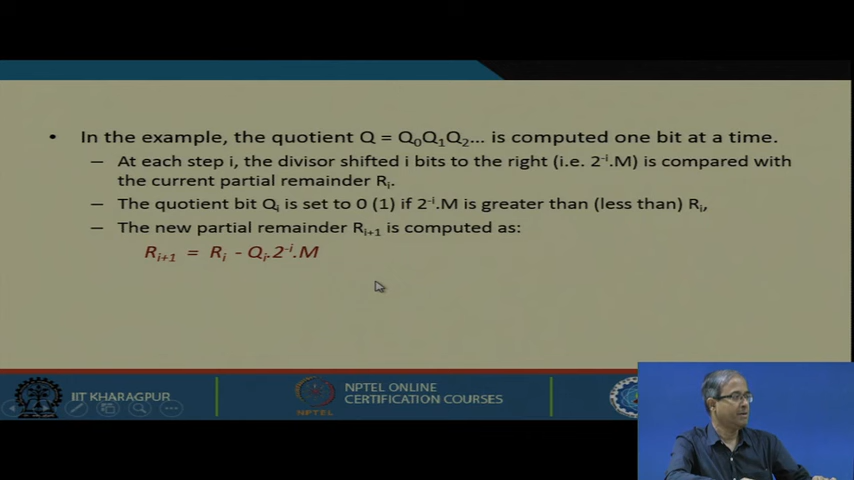 • In the example, the quotient Q = Q₀Q₁Q₂... is computed one bit at a time.
– At each step i, the divisor shifted i bits to the right (i.e. 2⁻ⁱ.M) is compared with
the current partial remainder Rᵢ.
– The quotient bit Qᵢ is set to 0 (1) if 2⁻ⁱ.M is greater than (less than) Rᵢ,
– The new partial remainder Rᵢ₊₁ is computed as:
Rᵢ₊₁ = Rᵢ - Qᵢ.2⁻ⁱ.M
IIT KHARAGPUR
NPTEL
NPTEL ONLINE
CERTIFICATION COURSES